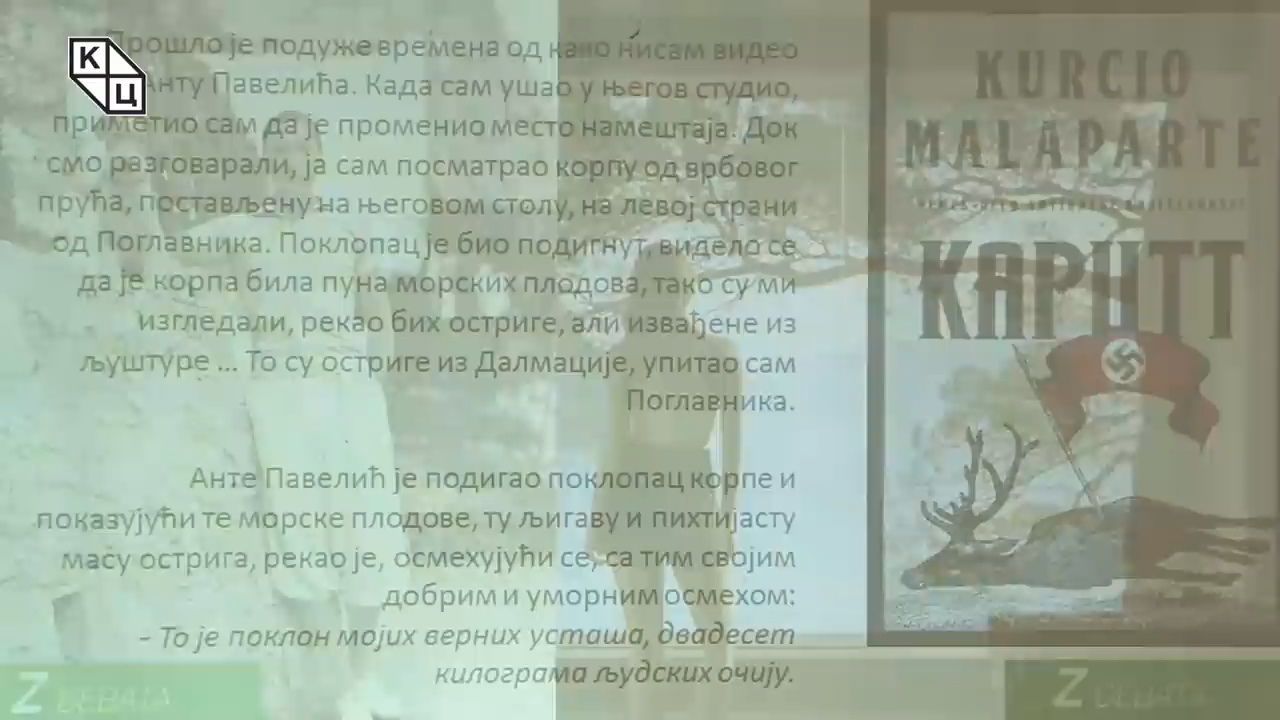 К
Ц
Прошло је подуже времена од како нисам видео
Анту Павелића. Када сам ушао у његов студио,
приметио сам да је променио место намештаја. Док
смо разговарали, ја сам посматрао корпу од врбовог
прућа, постављену на његовом столу, на левој страни
од Поглавника. Поклопац је био подигнут, видело се
да је корпа била пуна морских плодова, тако су ми
изгледали, рекао бих остриге, али извађене из
љуштуре ... То су остриге из Далмације, упитао сам
Поглавника.
Анте Павелић је подигао поклопац корпе и
показујући те морске плодове, ту љигаву и пихтијасту
масу острига, рекао је, осмехујући се, са тим својим
добрим и уморним осмехом:
- То је поклон мојих верних усташа, двадесет
килограма људских очију.
KURCIO
MALAPARTE
KAPUTT
Z DEBATA
Z DEBATA